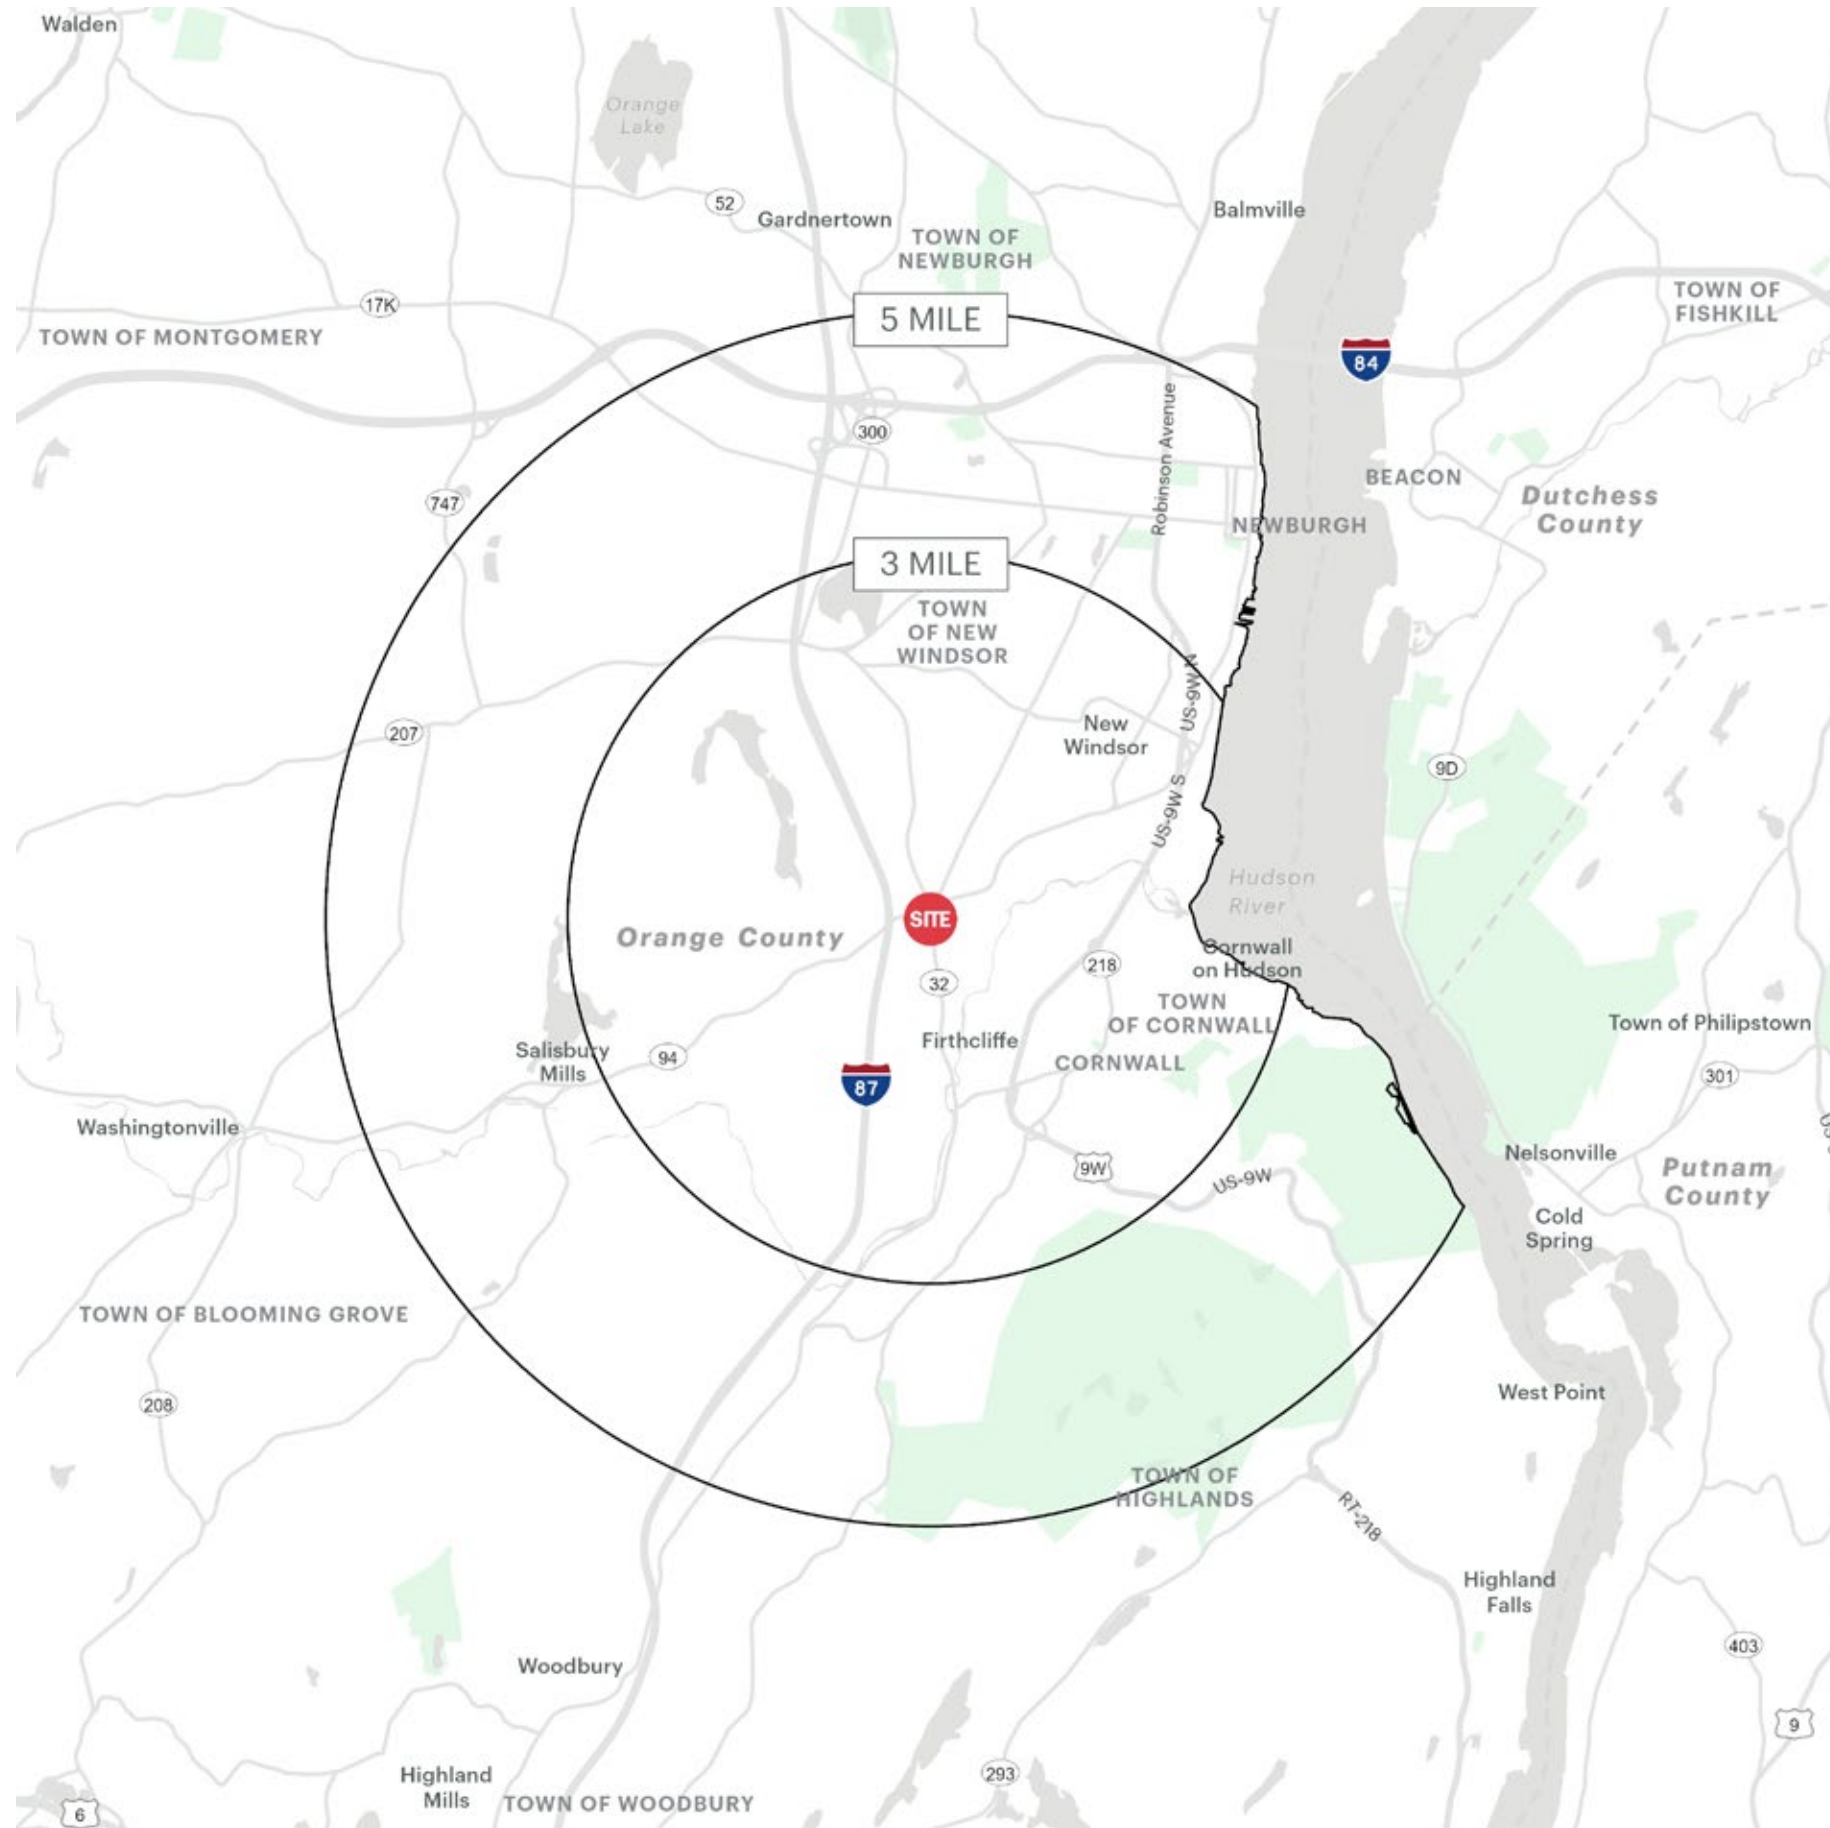 Walden
Orange
Lake
52
Gardnertown
Balmville
TOWN OF
NEWBURGH
17K
TOWN OF MONTGOMERY
5 MILE
TOWN OF
FISHKILL
84
300
Robinson Avenue
747
BEACON
Dutchess
County
NEWBURGH
3 MILE
TOWN
OF NEW
WINDSOR
US-9W N
207
New
Windsor
9D
US-9W S
Hudson
River
SITE
Orange County
Cornwall
on Hudson
218
32
TOWN
OF CORNWALL
Town of Philipstown
Firthcliffe
Salisbury
Mills
94
CORNWALL
301
87
Washingtonville
9W
US-9W
Nelsonville
Putnam
County
Cold
Spring
TOWN OF BLOOMING GROVE
208
West Point
TOWN OF
HIGHLANDS
RT-218
Highland
Falls
403
Woodbury
9
Highland
Mills
293
TOWN OF WOODBURY
6